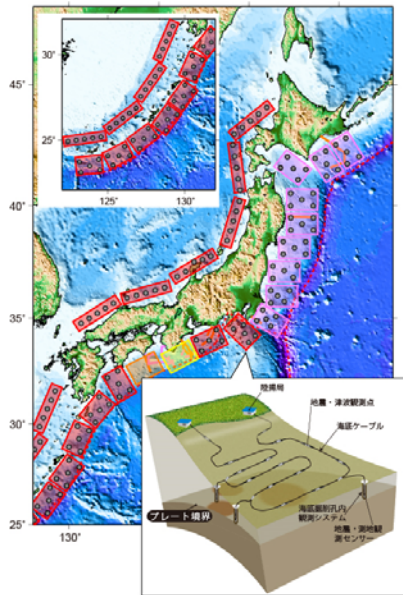 30°
25°
125°
130°
45°
40°
35°
30°
25°
130°
陸揚局
地震・津波観測点
海底ケーブル
プレート境界
海底掘削孔内
観測システム
地震・測地観
測センサー